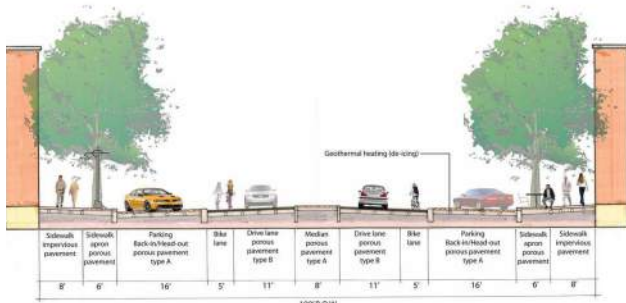 Geothermal heating (de-icing)
Sidewalk
impervious
pavement
Sidewalk
apron
porous
pavement
Parking
Back-in/Head-out
porous pavement
type A
Bike
lane
Drive lane
porous
pavement
type B
Median
porous
pavement
type A
Drive lane
porous
pavement
type B
Bike
lane
Parking
Back-in/Head-out
porous pavement
type A
Sidewalk
apron
porous
pavement
Sidewalk
impervious
pavement
8' 6' 16' 5' 11' 8' 11' 5' 16' 6' 8'